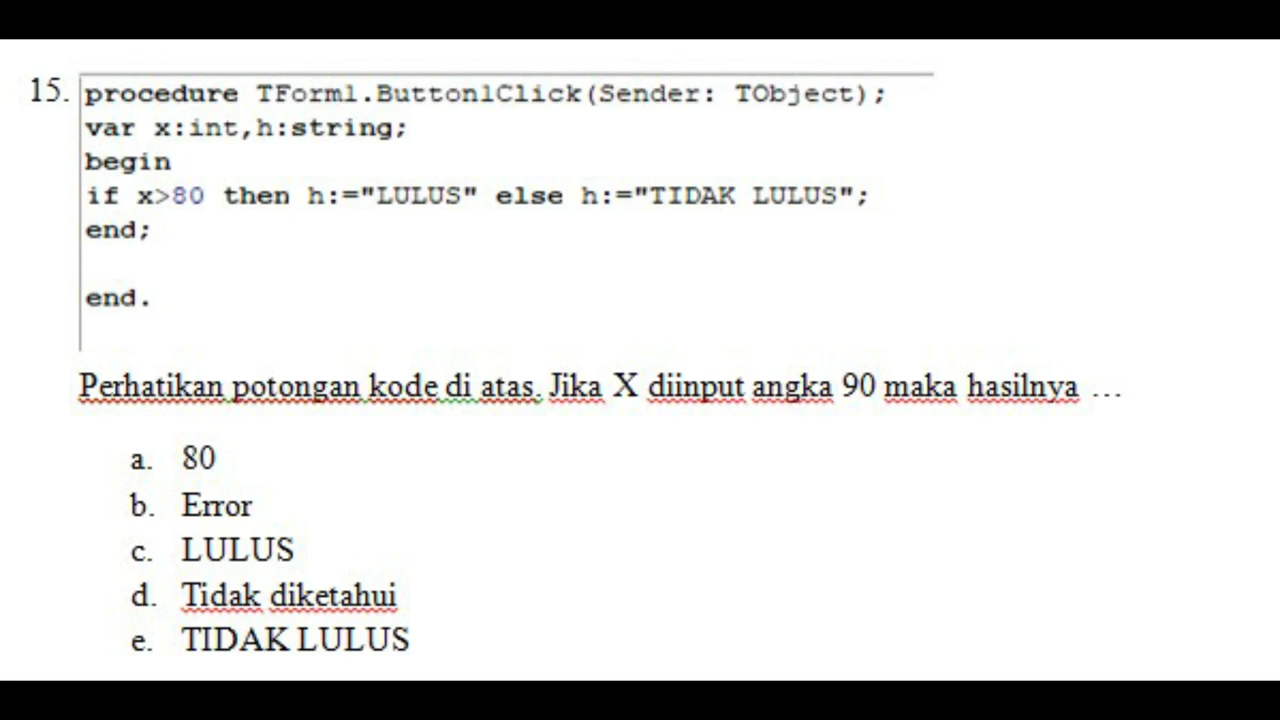 15. procedure TForm1.Button1Click(Sender: TObject);
var x:int,h:string;
begin
if x>80 then h:="LULUS" else h:="TIDAK LULUS";
end;
end.
Perhatikan potongan kode di atas. Jika X diinput angka 90 maka hasilnya ...
a. 80
b. Error
c. LULUS
d. Tidak diketahui
e. TIDAK LULUS